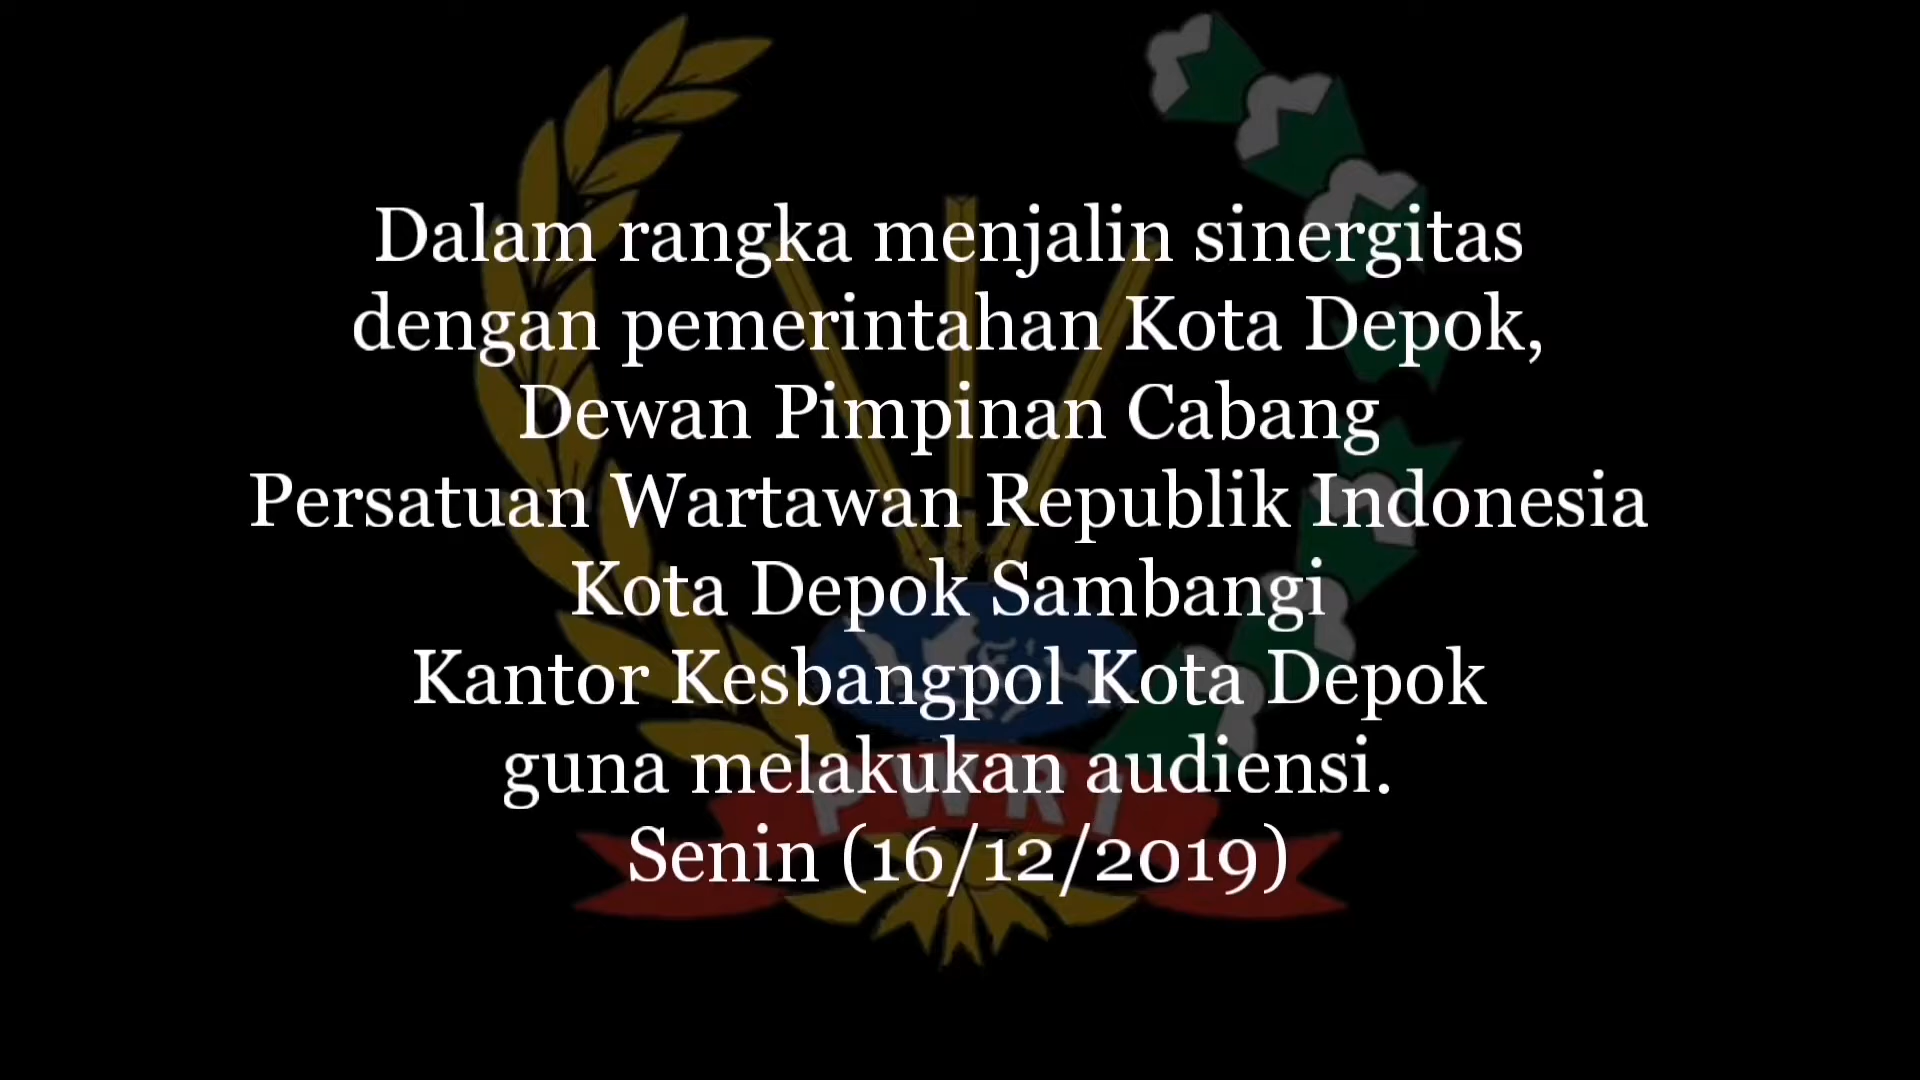 Dalam rangka menjalin sinergitas
dengan pemerintahan Kota Depok,
Dewan Pimpinan Cabang
Persatuan Wartawan Republik Indonesia
Kota Depok Sambangi
Kantor Kesbangpol Kota Depok
guna melakukan audiensi.
PWRI
Senin (16/12/2019)